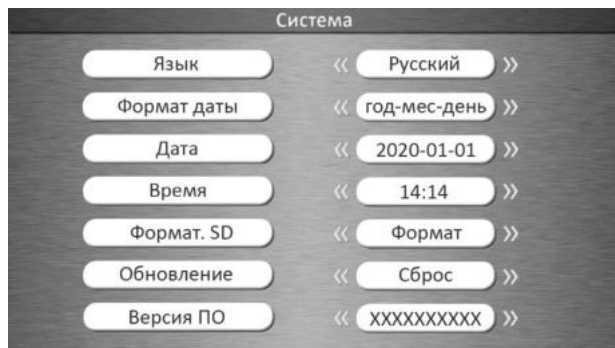 Система
Язык « Русский »
Формат даты « год-мес-день »
Дата « 2020-01-01 »
Время « 14:14 »
Формат. SD « Формат »
Обновление « Сброс »
Версия ПО « XXXXXXXXXX »